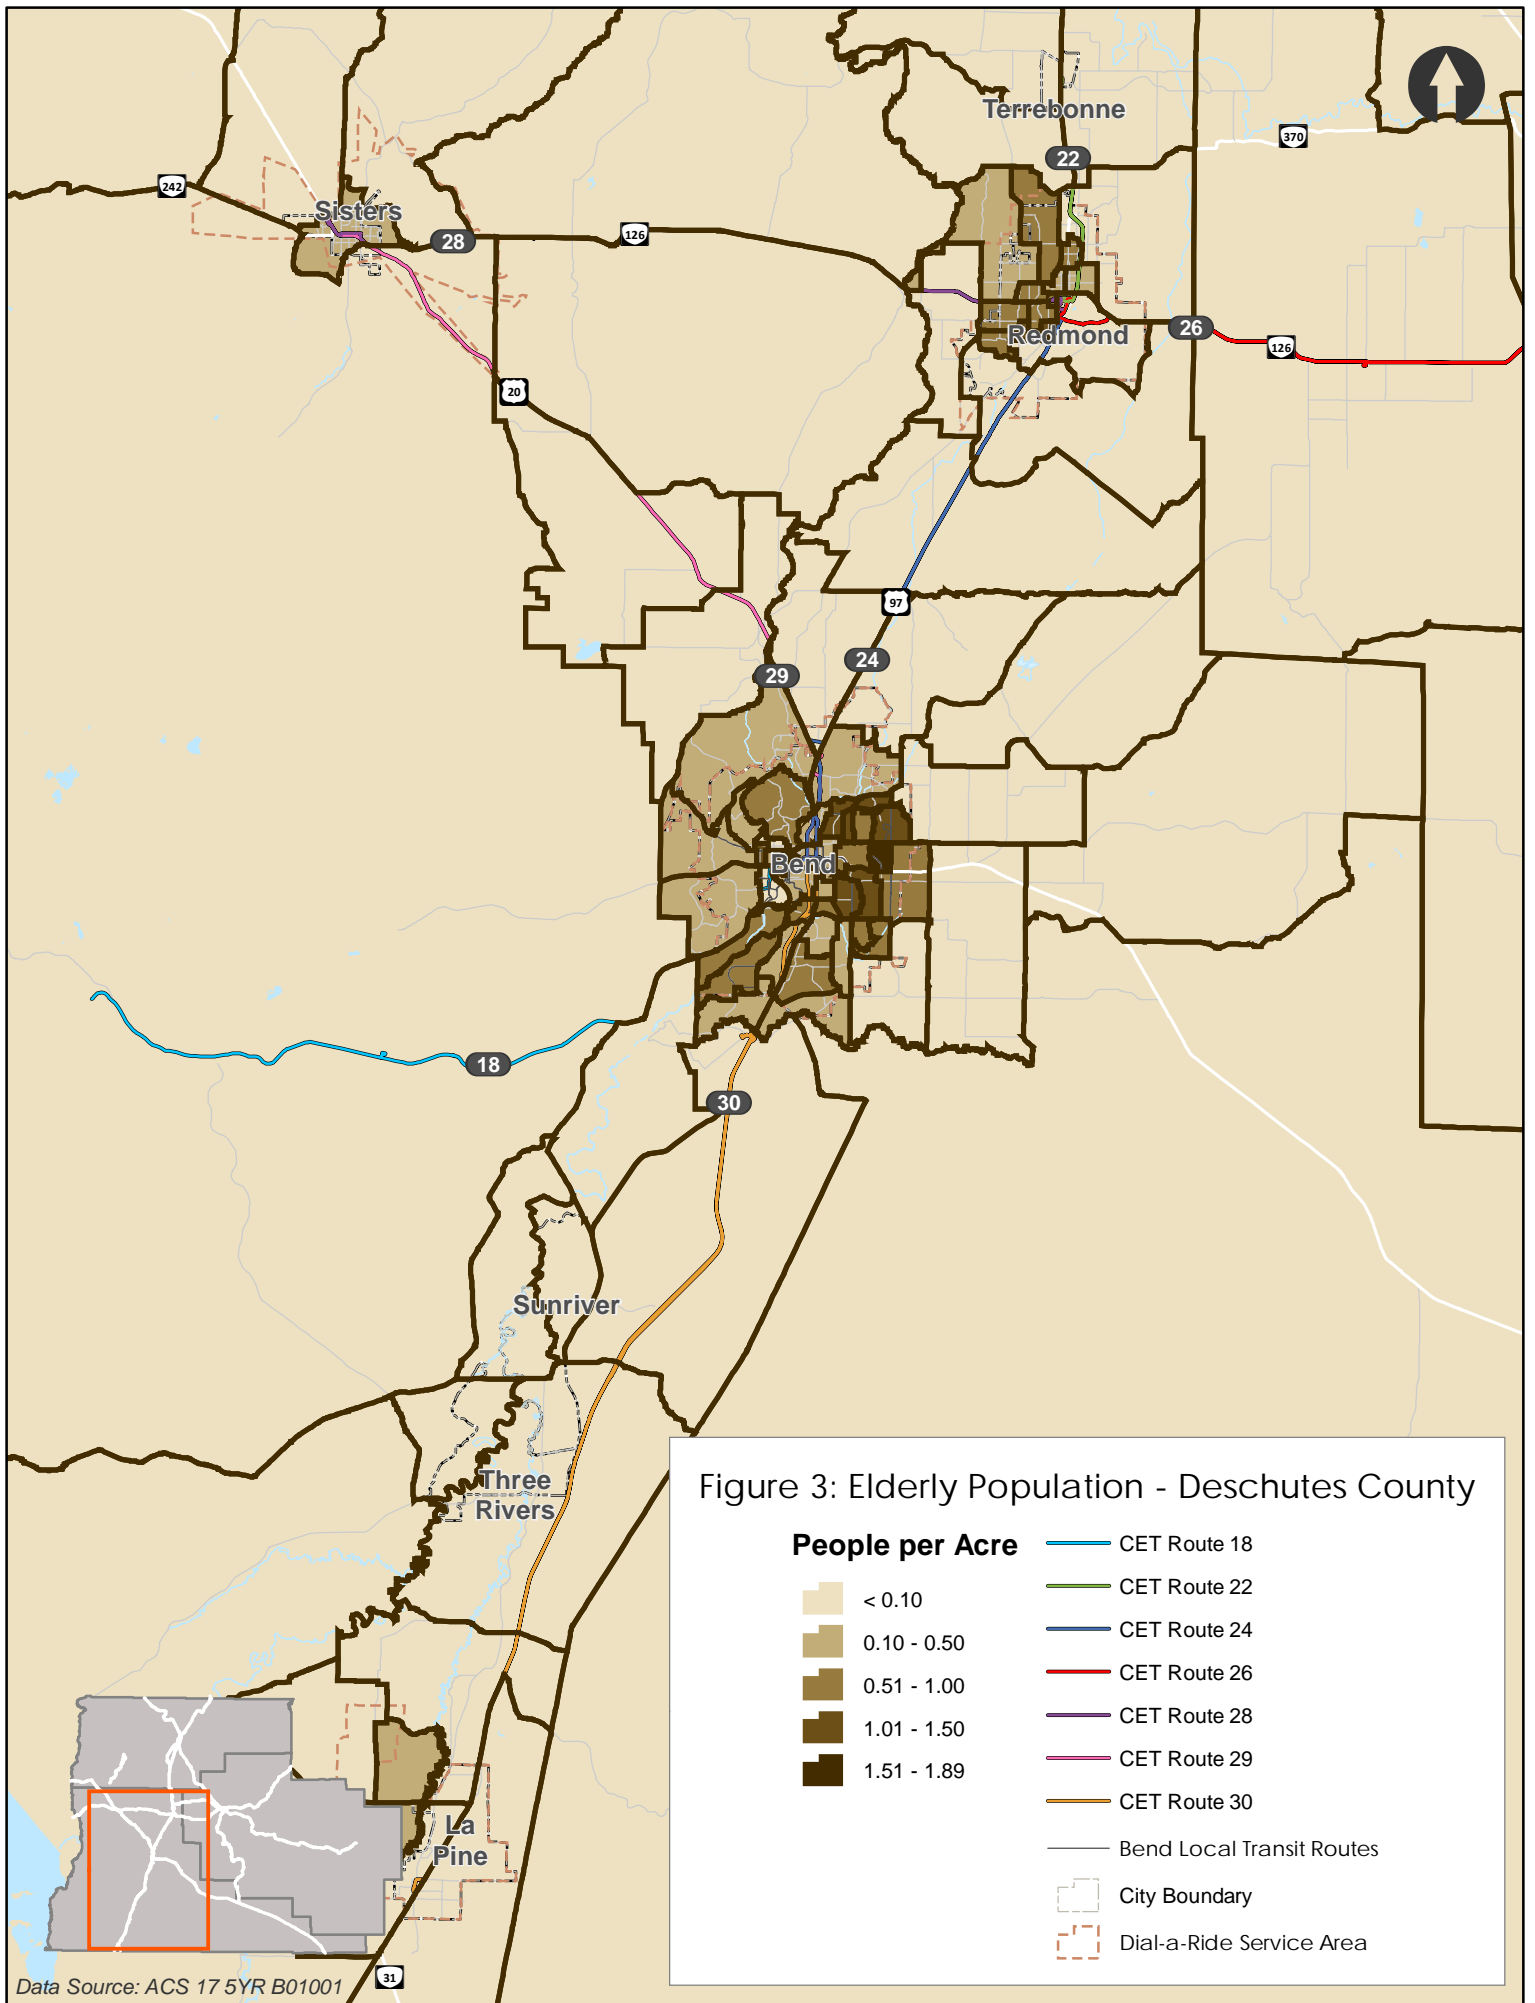 Terrebonne
370
22
242
Sisters
28
126
Redmond
26
126
20
97
24
29
Bend
18
30
Sunriver
Three
Rivers
La
Pine
31
Figure 3: Elderly Population - Deschutes County
People per Acre
< 0.10
0.10 - 0.50
0.51 - 1.00
1.01 - 1.50
1.51 - 1.89
CET Route 18
CET Route 22
CET Route 24
CET Route 26
CET Route 28
CET Route 29
CET Route 30
Bend Local Transit Routes
City Boundary
Dial-a-Ride Service Area
Data Source: ACS 17 5YR B01001